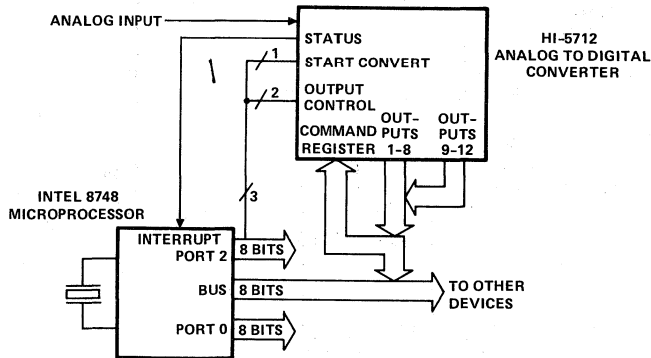 ANALOG INPUT
STATUS
START CONVERT
OUTPUT
CONTROL
COMMAND
REGISTER
OUT-
PUTS
1-8
OUT-
PUTS
9-12
HI-5712
ANALOG TO DIGITAL
CONVERTER
1
2
3
INTEL 8748
MICROPROCESSOR
INTERRUPT
PORT 2
8 BITS
BUS
8 BITS
PORT 0
8 BITS
TO OTHER
DEVICES